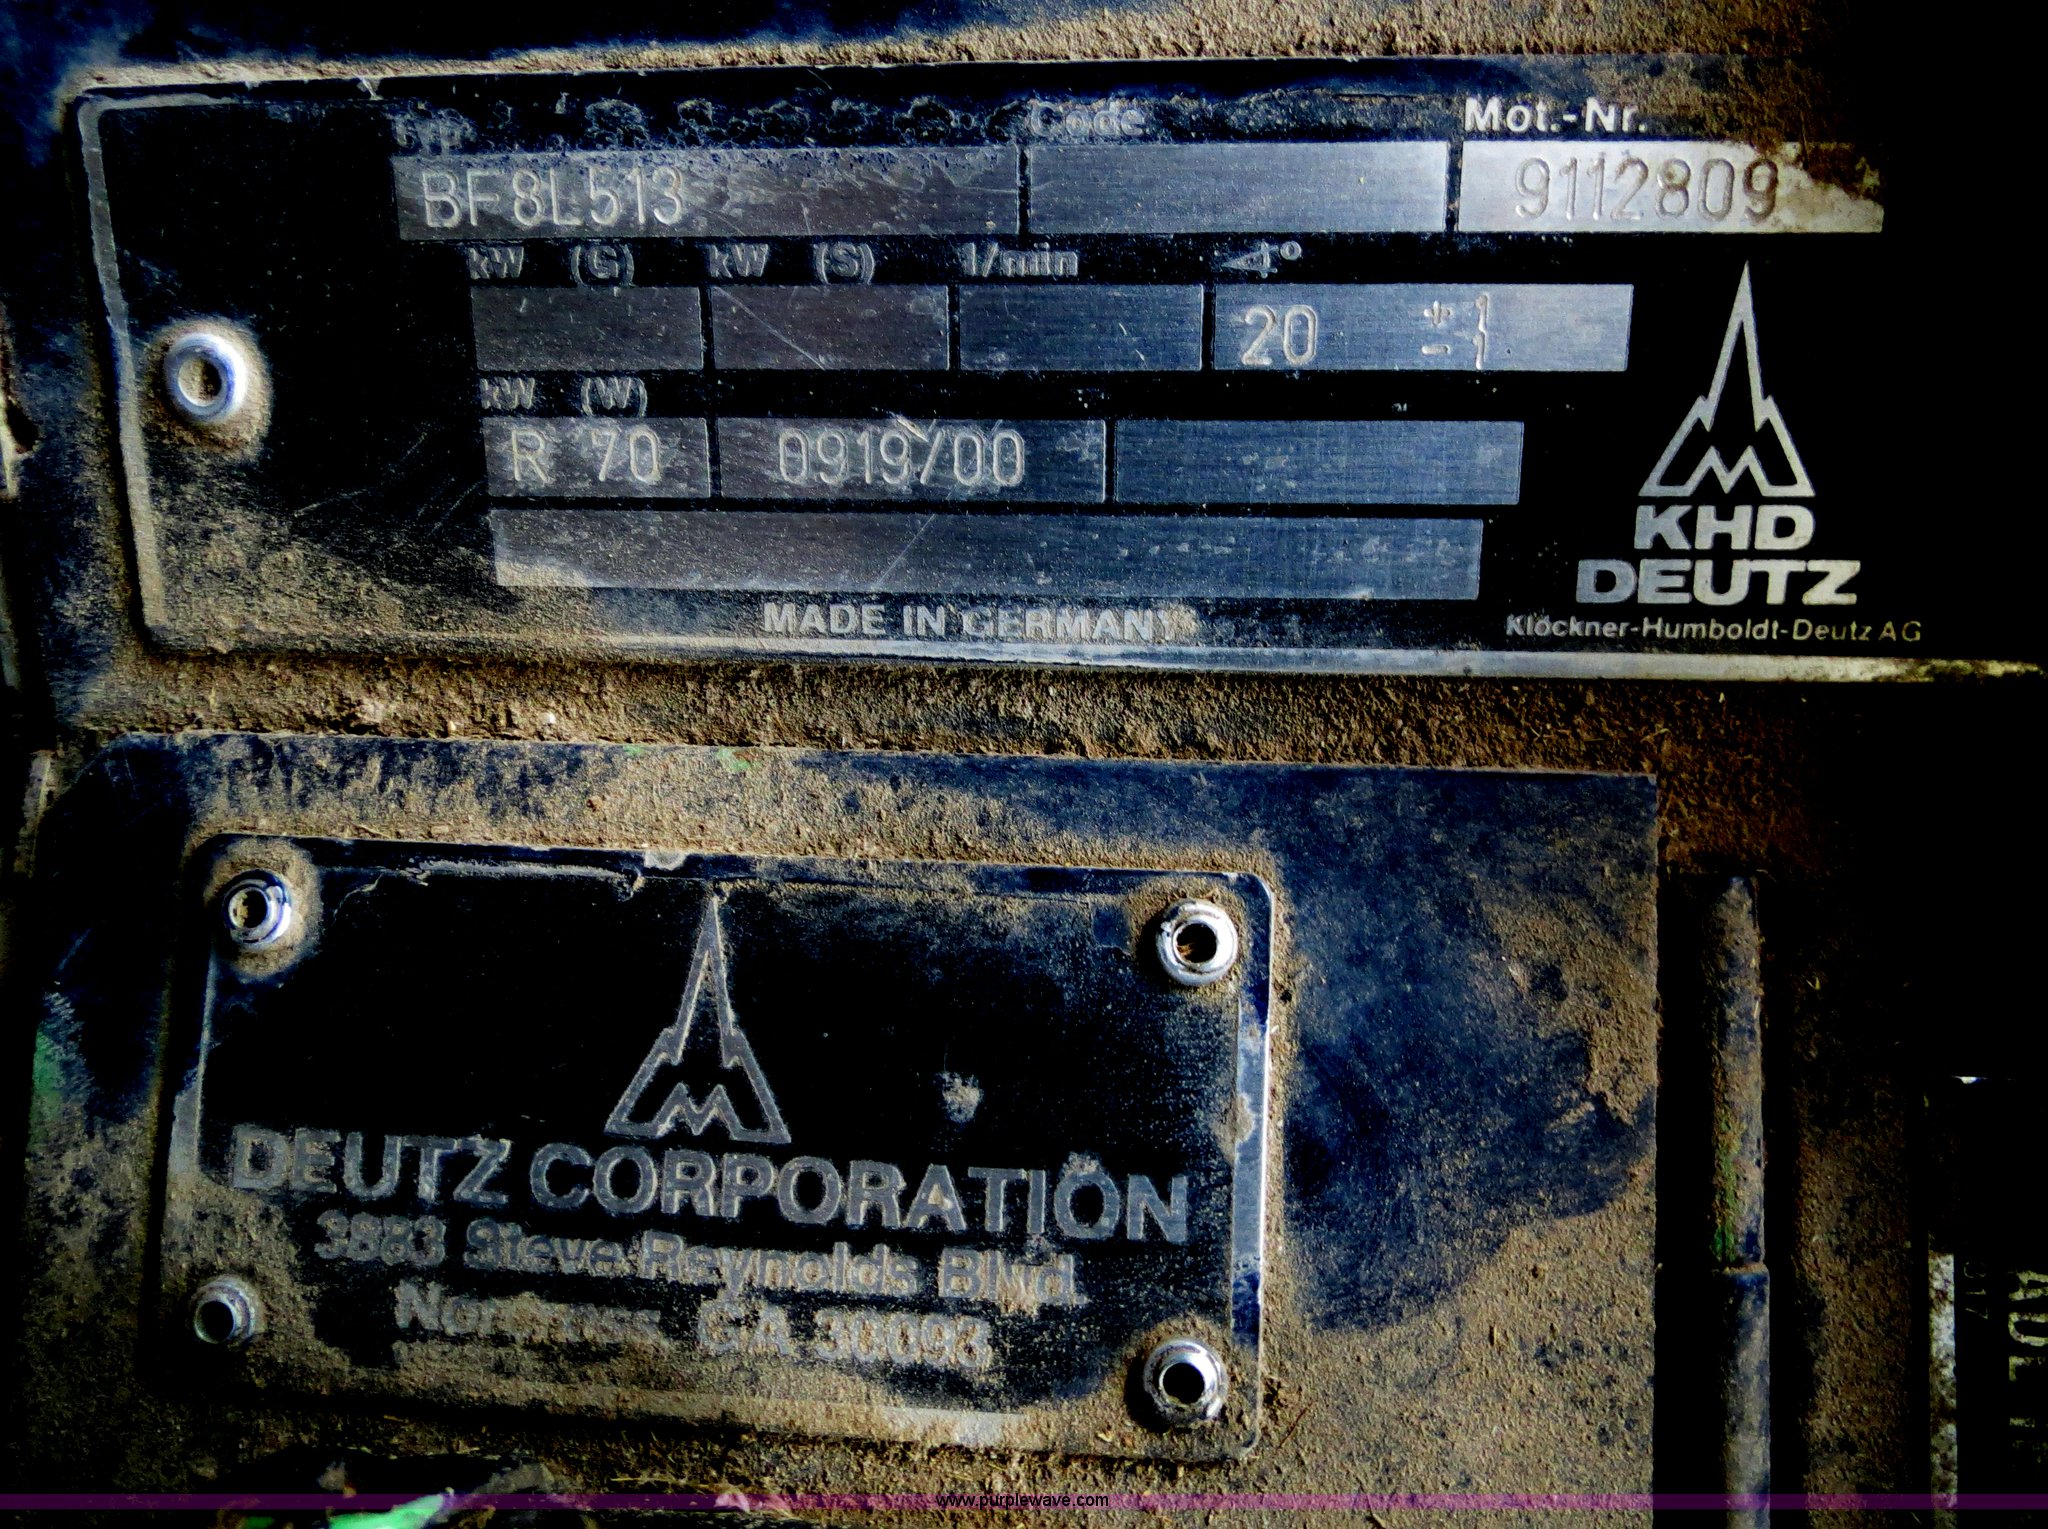 Typ Code Mot.-Nr.
BF8L513 9112809
kW (G) kW (S) 1/min ∢°
20 + 1
-
kW (W)
R 70 0919/00
KHD
DEUTZ
MADE IN GERMANY
Klöckner-Humboldt-Deutz AG
DEUTZ CORPORATION
3883 Steve Reynolds Blvd.
Norcross, GA 30093
www.purplewave.com